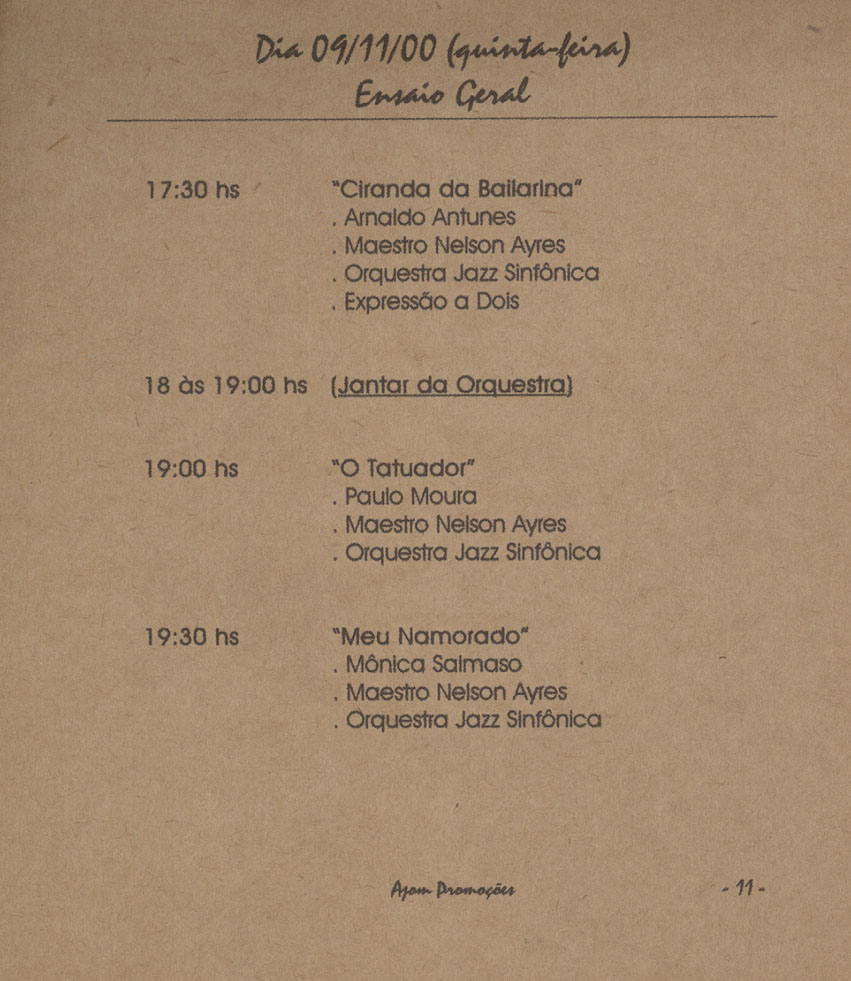 Dia 09/11/00 (quinta-feira)
Ensaio Geral
17:30 hs "Ciranda da Bailarina"
. Arnaldo Antunes
. Maestro Nelson Ayres
. Orquestra Jazz Sinfônica
. Expressão a Dois
18 às 19:00 hs (Jantar da Orquestra)
19:00 hs "O Tatuador"
. Paulo Moura
. Maestro Nelson Ayres
. Orquestra Jazz Sinfônica
19:30 hs "Meu Namorado"
. Mônica Salmaso
. Maestro Nelson Ayres
. Orquestra Jazz Sinfônica
Ajom Promoções - 11 -